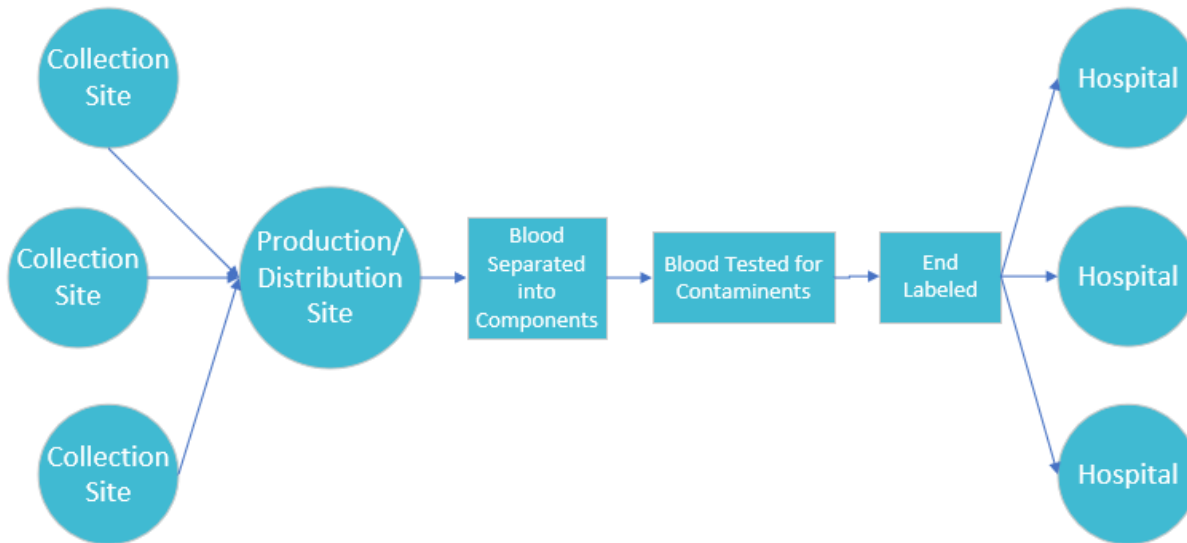 Collection
Site
Collection
Site
Collection
Site
Production/
Distribution
Site
Blood
Separated
into
Components
Blood Tested for
Contaminents
End
Labeled
Hospital
Hospital
Hospital